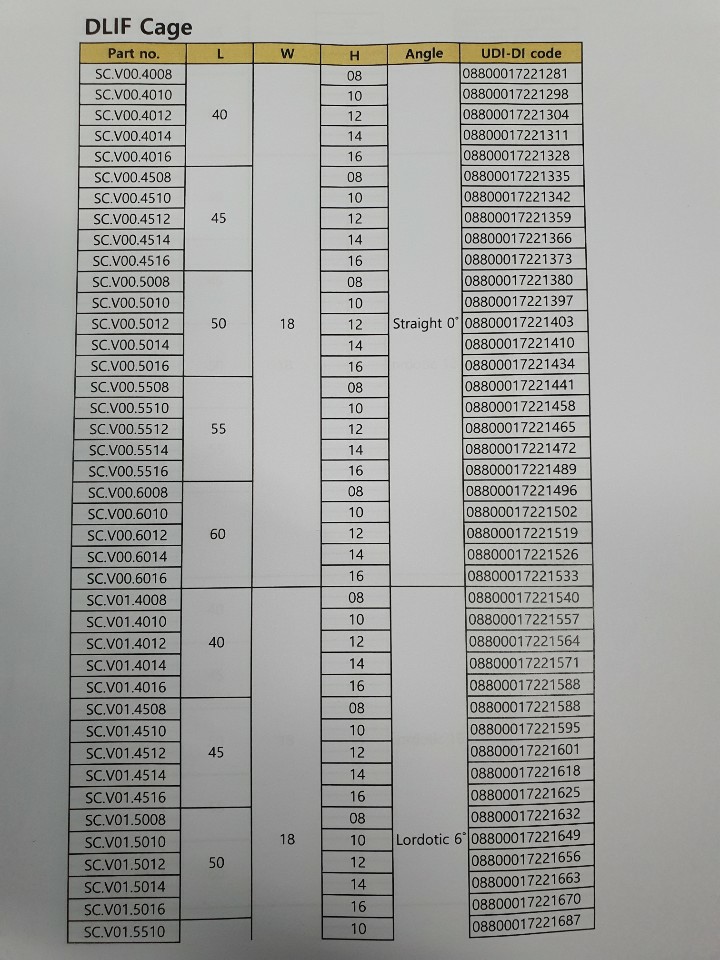 DLIF Cage
Part no. L W H Angle UDI-DI code
SC.V00.4008 08 08800017221281
SC.V00.4010 10 08800017221298
SC.V00.4012 40 12 08800017221304
SC.V00.4014 14 08800017221311
SC.V00.4016 16 08800017221328
SC.V00.4508 08 08800017221335
SC.V00.4510 10 08800017221342
SC.V00.4512 45 12 08800017221359
SC.V00.4514 14 08800017221366
SC.V00.4516 16 08800017221373
SC.V00.5008 08 08800017221380
SC.V00.5010 10 08800017221397
SC.V00.5012 50 18 12 Straight 0° 08800017221403
SC.V00.5014 14 08800017221410
SC.V00.5016 16 08800017221434
SC.V00.5508 08 08800017221441
SC.V00.5510 10 08800017221458
SC.V00.5512 55 12 08800017221465
SC.V00.5514 14 08800017221472
SC.V00.5516 16 08800017221489
SC.V00.6008 08 08800017221496
SC.V00.6010 10 08800017221502
SC.V00.6012 60 12 08800017221519
SC.V00.6014 14 08800017221526
SC.V00.6016 16 08800017221533
SC.V01.4008 08 08800017221540
SC.V01.4010 10 08800017221557
SC.V01.4012 40 12 08800017221564
SC.V01.4014 14 08800017221571
SC.V01.4016 16 08800017221588
SC.V01.4508 08 08800017221588
SC.V01.4510 10 08800017221595
SC.V01.4512 45 12 08800017221601
SC.V01.4514 14 08800017221618
SC.V01.4516 16 08800017221625
SC.V01.5008 08 08800017221632
SC.V01.5010 18 10 Lordotic 6° 08800017221649
SC.V01.5012 50 12 08800017221656
SC.V01.5014 14 08800017221663
SC.V01.5016 16 08800017221670
SC.V01.5510 10 08800017221687